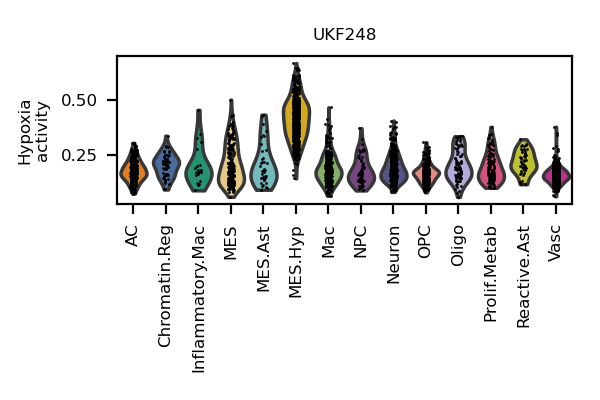 UKF248
Hypoxia
activity
0.50
0.25
AC
Chromatin.Reg
Inflammatory.Mac
MES
MES.Ast
MES.Hyp
Mac
NPC
Neuron
OPC
Oligo
Prolif.Metab
Reactive.Ast
Vasc